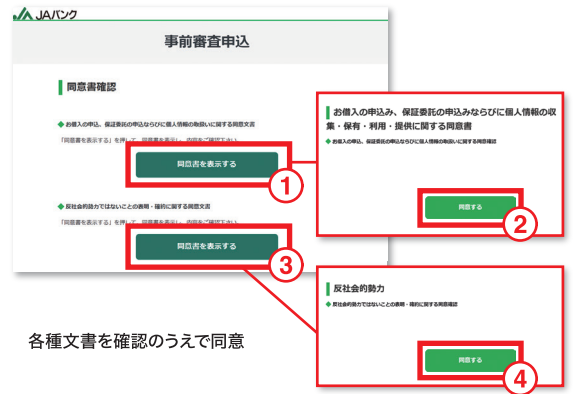 JAバンク
事前審査申込
同意書確認
◆お借入の申込、保証委託の申込ならびに個人情報の取扱いに関する同意文書
「同意書を表示する」を押して、同意書を表示し、内容をご確認下さい。
同意書を表示する
1
◆反社会的勢力ではないことの表明・確約に関する同意文書
「同意書を表示する」を押して、同意書を表示し、内容をご確認下さい。
同意書を表示する
3
お借入の申込み、保証委託の申込みならびに個人情報の収
集・保有・利用・提供に関する同意書
◆お借入の申込、保証委託の申込ならびに個人情報の取扱いに関する同意確認
同意する
2
反社会的勢力
◆反社会的勢力ではないことの表明・確約に関する同意確認
同意する
4
各種文書を確認のうえで同意